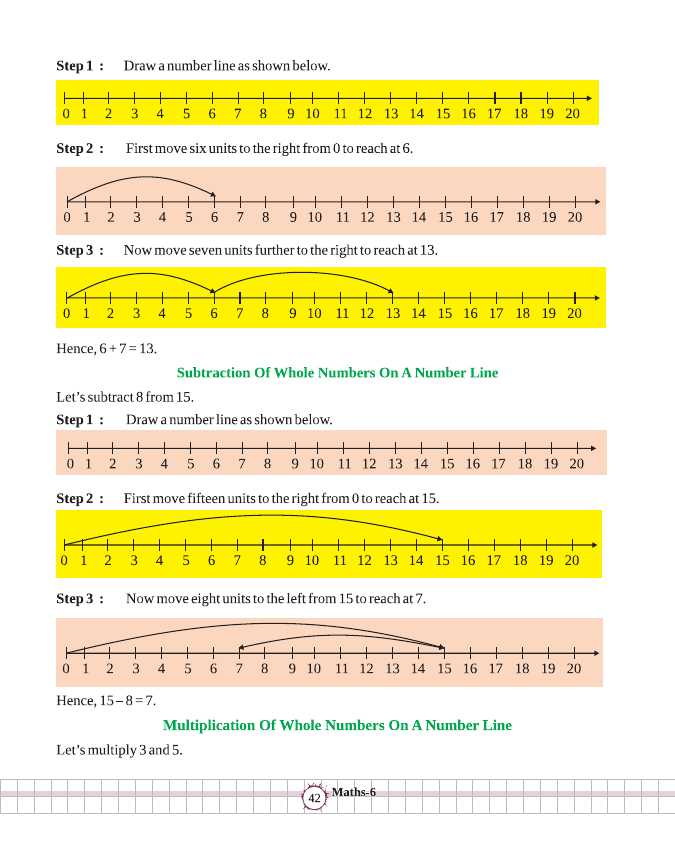 Step 1 : Draw a number line as shown below.
0 1 2 3 4 5 6 7 8 9 10 11 12 13 14 15 16 17 18 19 20
Step 2 : First move six units to the right from 0 to reach at 6.
0 1 2 3 4 5 6 7 8 9 10 11 12 13 14 15 16 17 18 19 20
Step 3 : Now move seven units further to the right to reach at 13.
0 1 2 3 4 5 6 7 8 9 10 11 12 13 14 15 16 17 18 19 20
Hence, 6 + 7 = 13.
Subtraction Of Whole Numbers On A Number Line
Let's subtract 8 from 15.
Step 1 : Draw a number line as shown below.
0 1 2 3 4 5 6 7 8 9 10 11 12 13 14 15 16 17 18 19 20
Step 2 : First move fifteen units to the right from 0 to reach at 15.
0 1 2 3 4 5 6 7 8 9 10 11 12 13 14 15 16 17 18 19 20
Step 3 : Now move eight units to the left from 15 to reach at 7.
0 1 2 3 4 5 6 7 8 9 10 11 12 13 14 15 16 17 18 19 20
Hence, 15 – 8 = 7.
Multiplication Of Whole Numbers On A Number Line
Let's multiply 3 and 5.
42 Maths-6